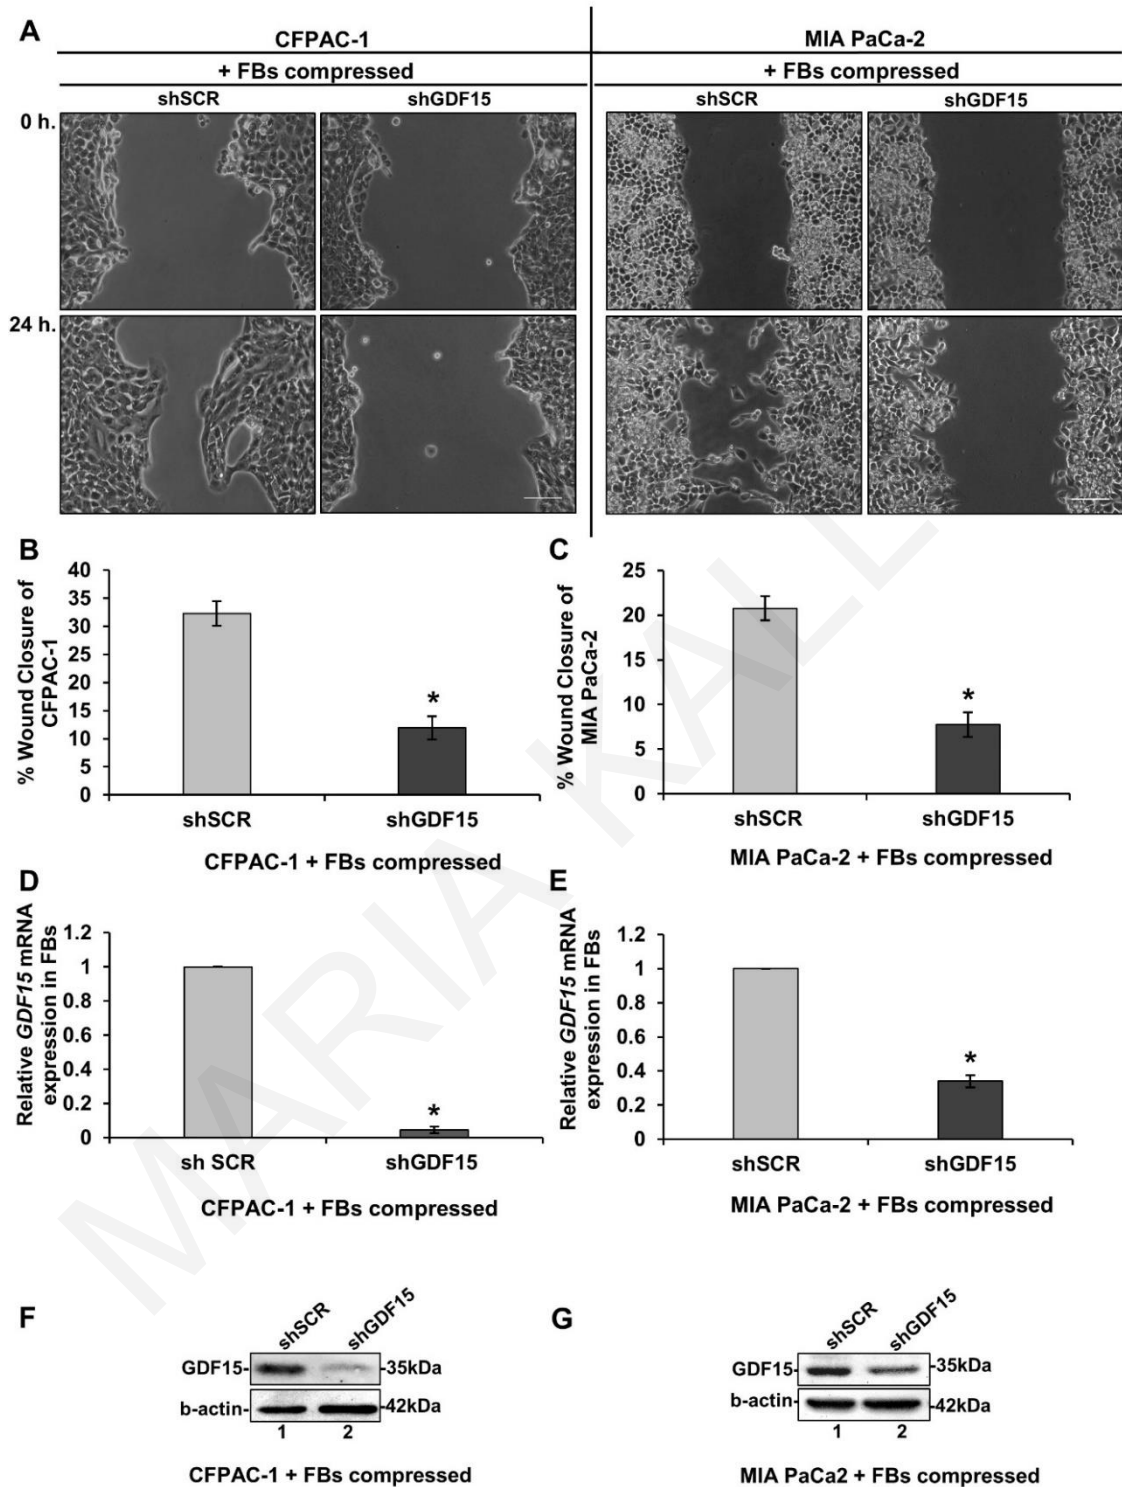 A
CFPAC-1
MIA PaCa-2
+ FBs compressed
+ FBs compressed
shSCR
shGDF15
shSCR
shGDF15
0 h.
24 h.
B
% Wound Closure of
CFPAC-1
40
35
30
25
20
15
10
5
0
*
shSCR
shGDF15
CFPAC-1 + FBs compressed
C
% Wound Closure of
MIA PaCa-2
25
20
15
10
5
0
*
shSCR
shGDF15
MIA PaCa-2 + FBs compressed
D
Relative GDF15 mRNA
expression in FBs
1.2
1
0.8
0.6
0.4
0.2
0
*
sh SCR
shGDF15
CFPAC-1 + FBs compressed
E
Relative GDF15 mRNA
expression in FBs
1.2
1
0.8
0.6
0.4
0.2
0
*
shSCR
shGDF15
MIA PaCa-2 + FBs compressed
F
shSCR
shGDF15
GDF15-
-35kDa
b-actin-
-42kDa
1 2
CFPAC-1 + FBs compressed
G
shSCR
shGDF15
GDF15-
-35kDa
b-actin-
-42kDa
1 2
MIA PaCa2 + FBs compressed